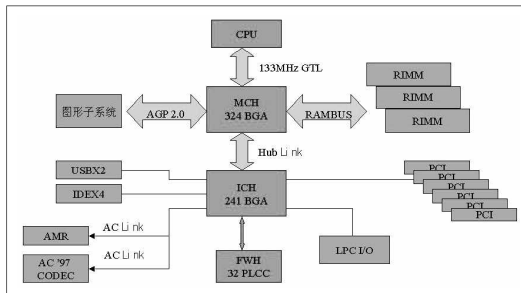 CPU
133MHz GTL
图形子系统
AGP 2.0
MCH
324 BGA
RAMBUS
RIMM
RIMM
RIMM
Hub Link
USBX2
IDEX4
ICH
241 BGA
PCI
PCI
PCI
PCI
PCI
PCI
AC Link
AMR
AC Link
AC '97
CODEC
FWH
32 PLCC
LPC I/O